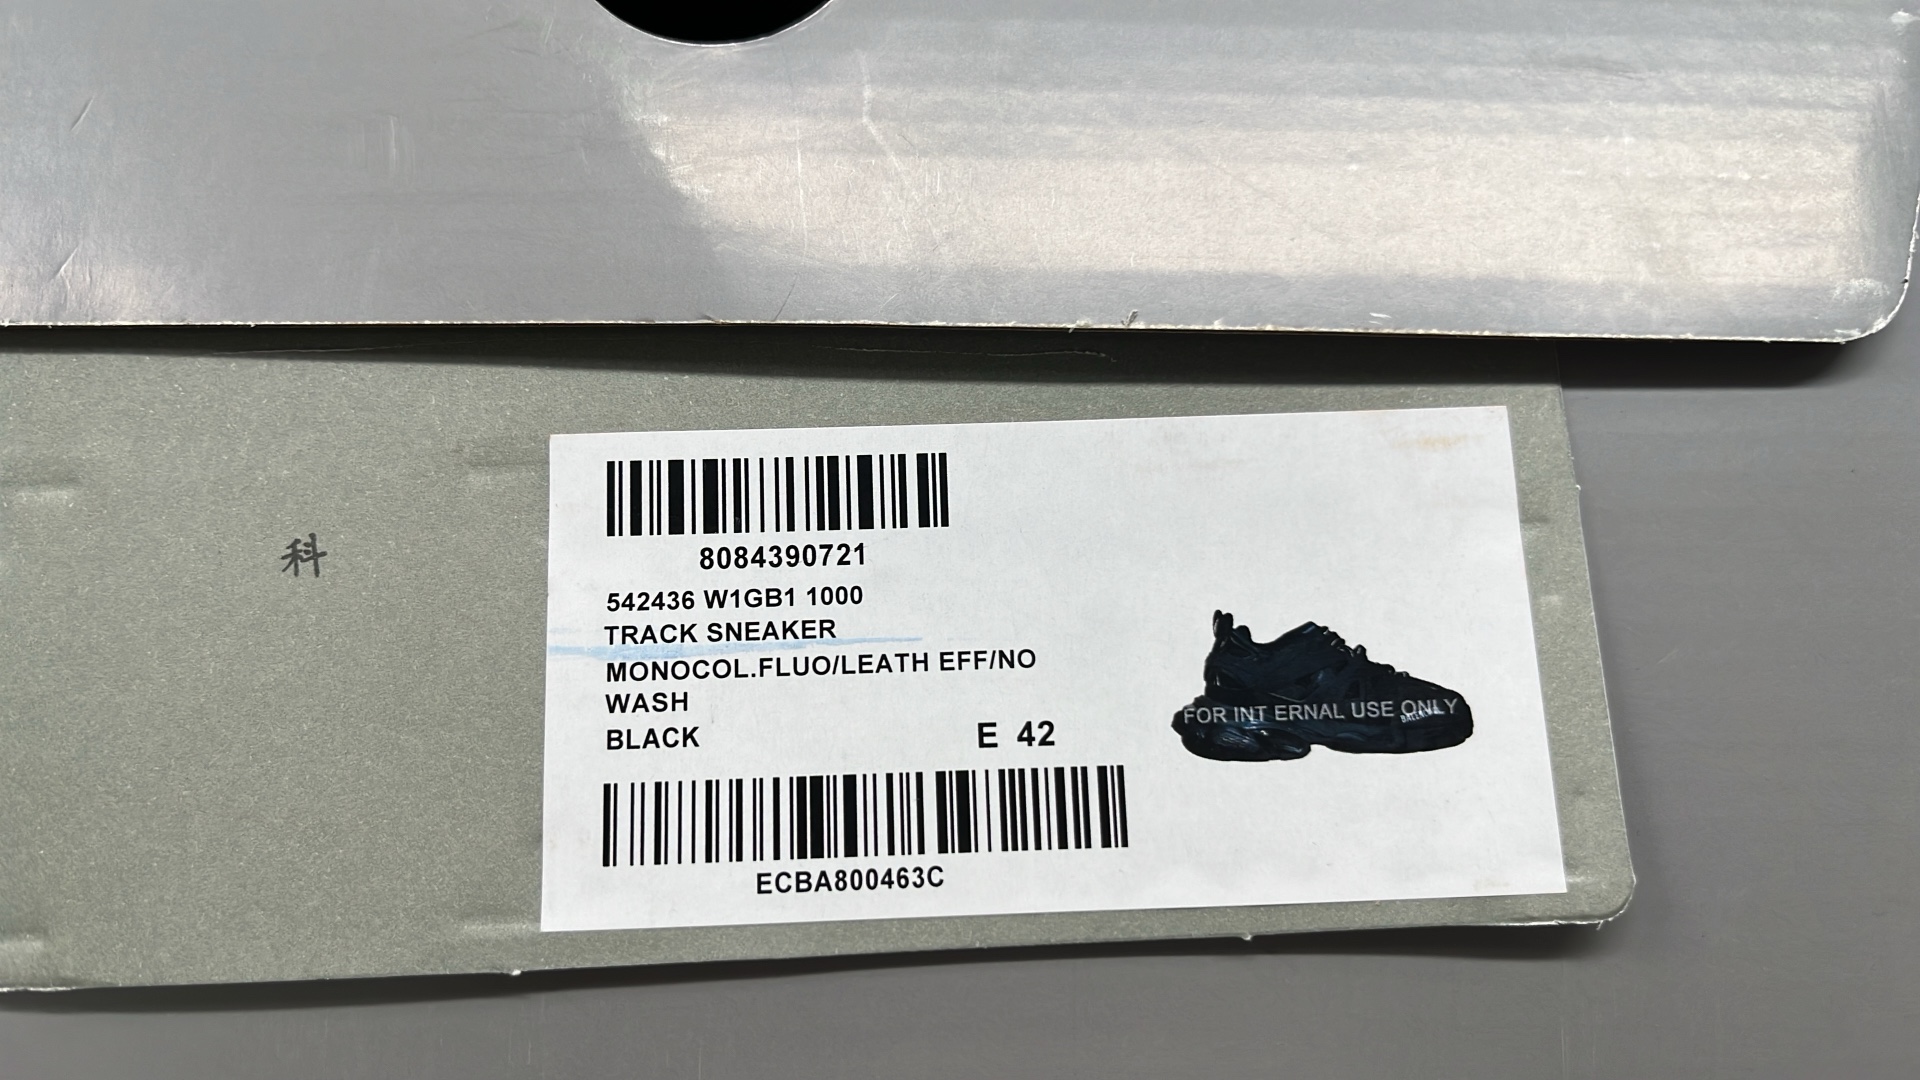 科
8084390721
542436 W1GB1 1000
TRACK SNEAKER
MONOCOL.FLUO/LEATH EFF/NO
WASH
BLACK E 42
FOR INT ERNAL USE ONLY
ECBA800463C